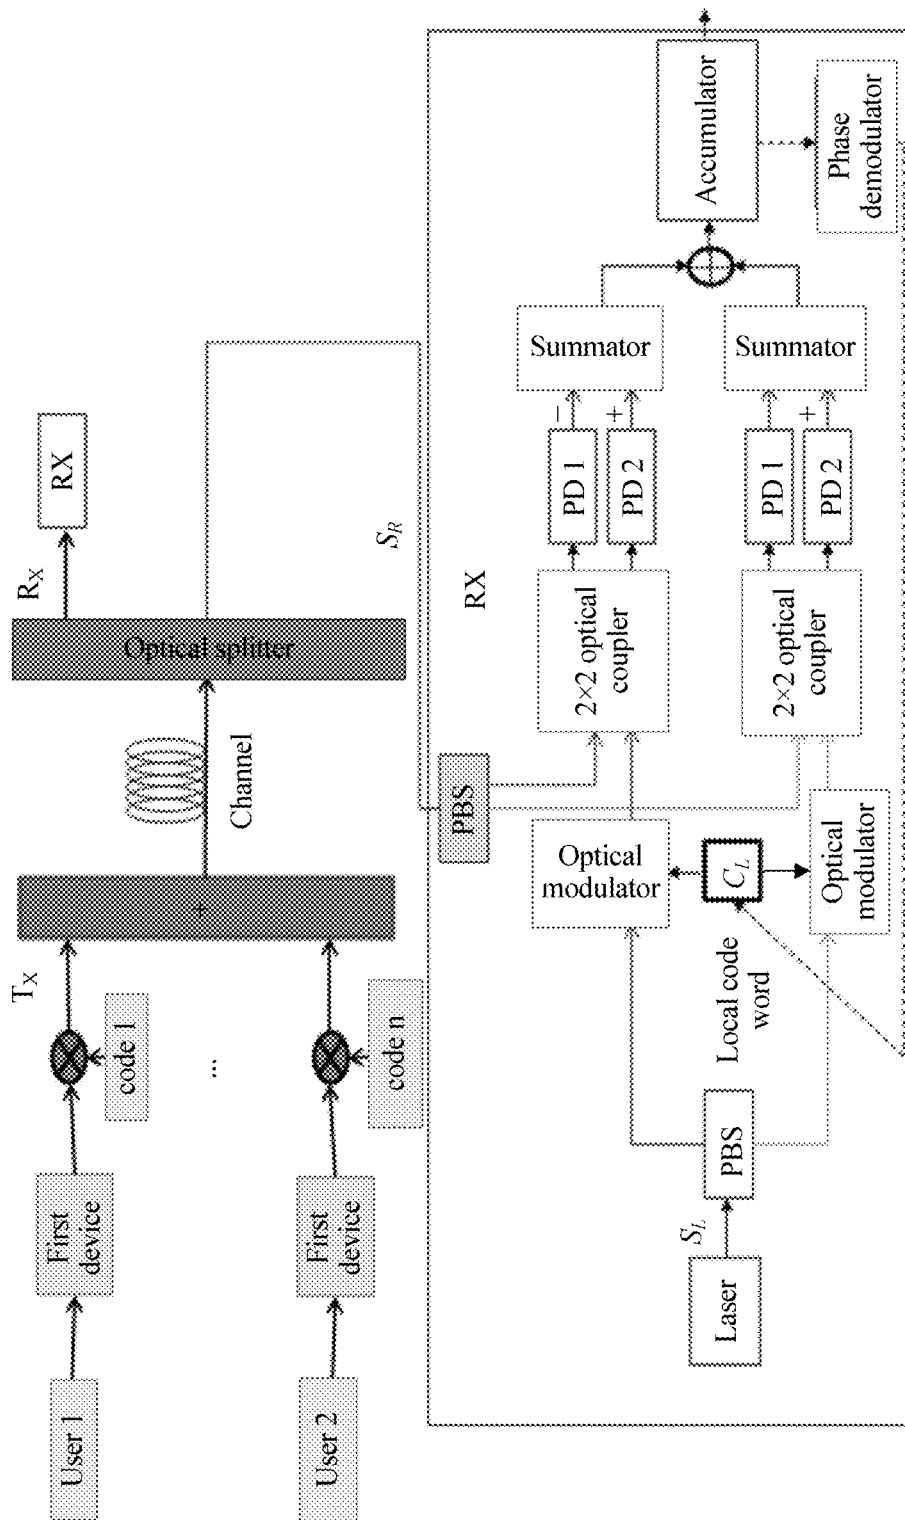 User 1
First
device
code 1
T_X
...
User 2
First
device
code n
+
Channel
Optical splitter
R_X
RX
S_R
RX
Laser
S_L
PBS
PBS
Local code
word
C_L
Optical
modulator
Optical
modulator
2×2 optical
coupler
2×2 optical
coupler
PD 1
PD 2
PD 1
PD 2
−
+
+
Summator
Summator
Accumulator
Phase
demodulator